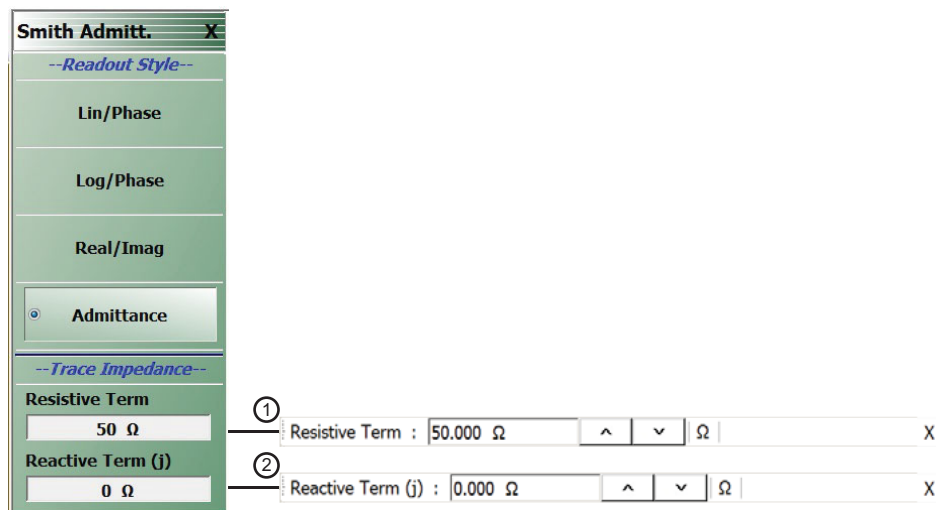 Smith Admitt. X
--Readout Style--
Lin/Phase
Log/Phase
Real/Imag
Admittance
--Trace Impedance--
Resistive Term
50 Ω
Reactive Term (j)
0 Ω
1
Resistive Term : 50.000 Ω ^ v Ω X
2
Reactive Term (j) : 0.000 Ω ^ v Ω X